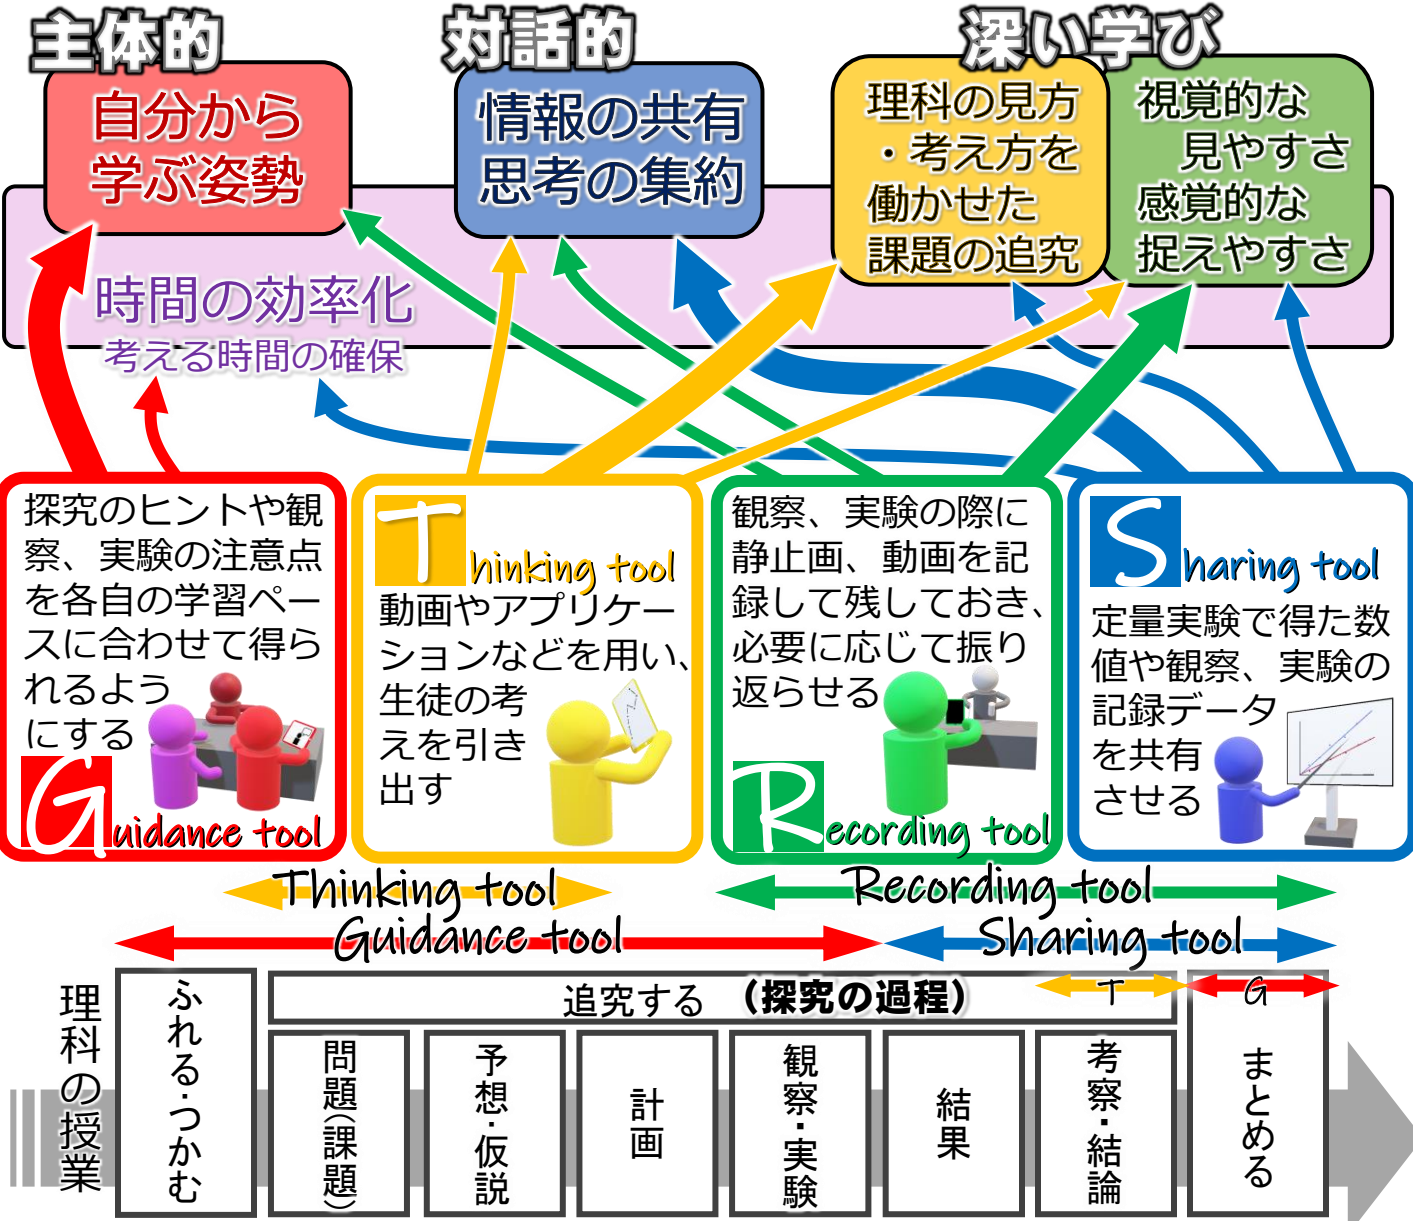 主体的
対話的
深い学び
自分から
学ぶ姿勢
情報の共有
思考の集約
理科の見方
・考え方を
働かせた
課題の追究
視覚的な
見やすさ
感覚的な
捉えやすさ
時間の効率化
考える時間の確保
探究のヒントや観
察、実験の注意点
を各自の学習ペー
スに合わせて得ら
れるよう
にする
Guidance tool
Thinking tool
動画やアプリケー
ションなどを用い、
生徒の考
えを引き
出す
観察、実験の際に
静止画、動画を記
録して残しておき、
必要に応じて振り
返らせる
Recording tool
Sharing tool
定量実験で得た数
値や観察、実験の
記録データ
を共有
させる
Thinking tool
Recording tool
Guidance tool
Sharing tool
理科の授業
ふれる・つかむ
追究する (探究の過程)
T
G
問題(課題)
予想・仮説
計画
観察・実験
結果
考察・結論
まとめる